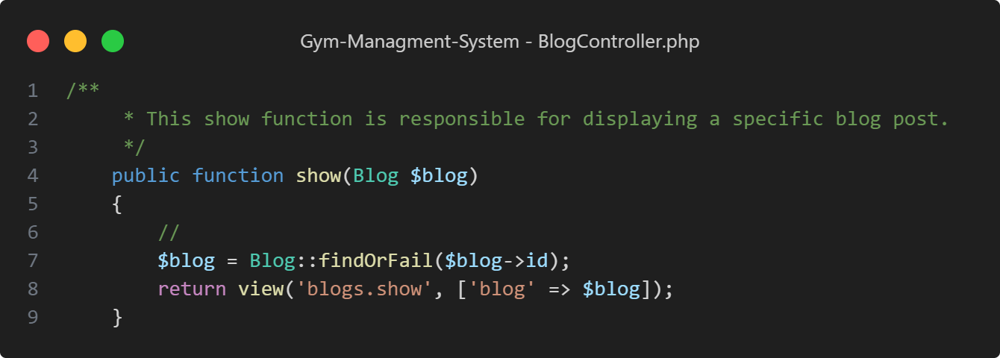 Gym-Managment-System - BlogController.php
1 /**
2 * This show function is responsible for displaying a specific blog post.
3 */
4 public function show(Blog $blog)
5 {
6 //
7 $blog = Blog::findOrFail($blog->id);
8 return view('blogs.show', ['blog' => $blog]);
9 }